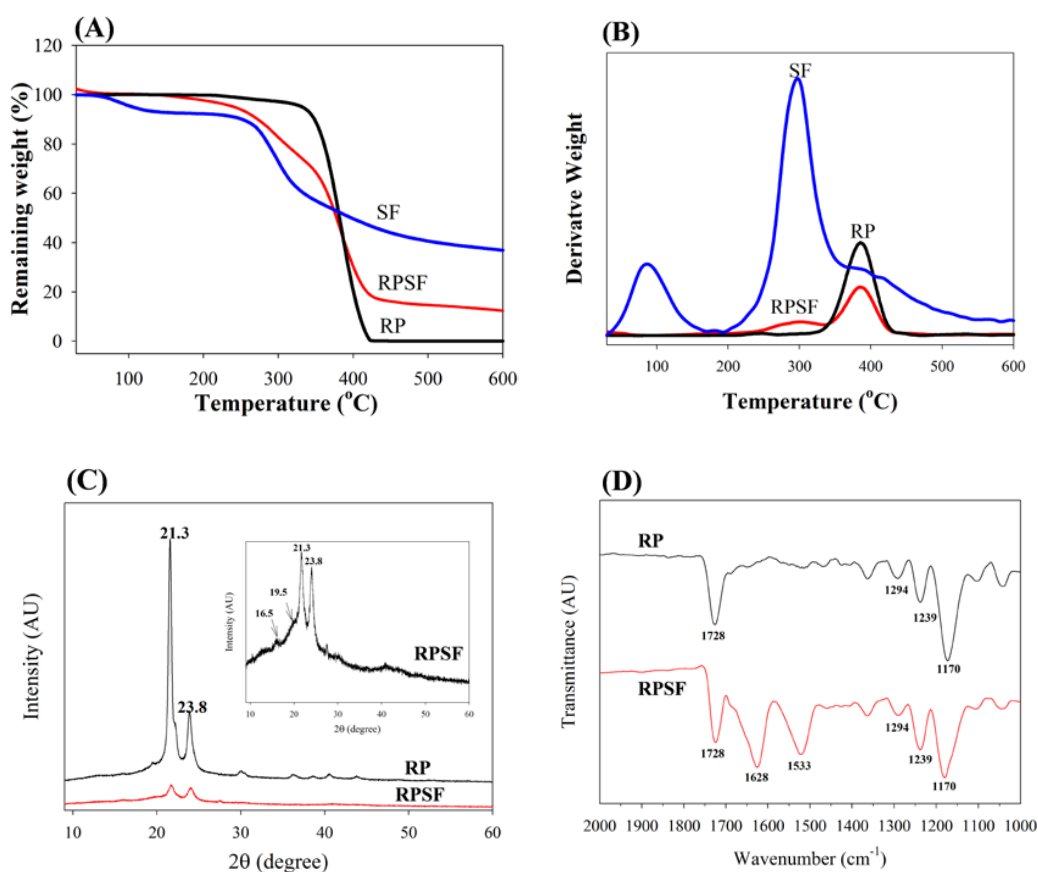 (A)
120
100
80
60
40
20
0
Remaining weight (%)
SF
RPSF
RP
100 200 300 400 500 600
Temperature (°C)
(B)
Derivatve Weight
SF
RP
RPSF
100 200 300 400 500 600
Temperature (°C)
(C)
Intensity (AU)
21.3
23.8
RP
RPSF
10 20 30 40 50 60
2θ (degree)
Intensity (AU)
21.3
23.8
19.5
16.5
RPSF
10 20 30 40 50 60
2θ (degree)
(D)
Transmittance (AU)
RP
1728
1294
1239
1170
RPSF
1728
1628
1533
1294
1239
1170
2000 1900 1800 1700 1600 1500 1400 1300 1200 1100 1000
Wavenumber (cm⁻¹)